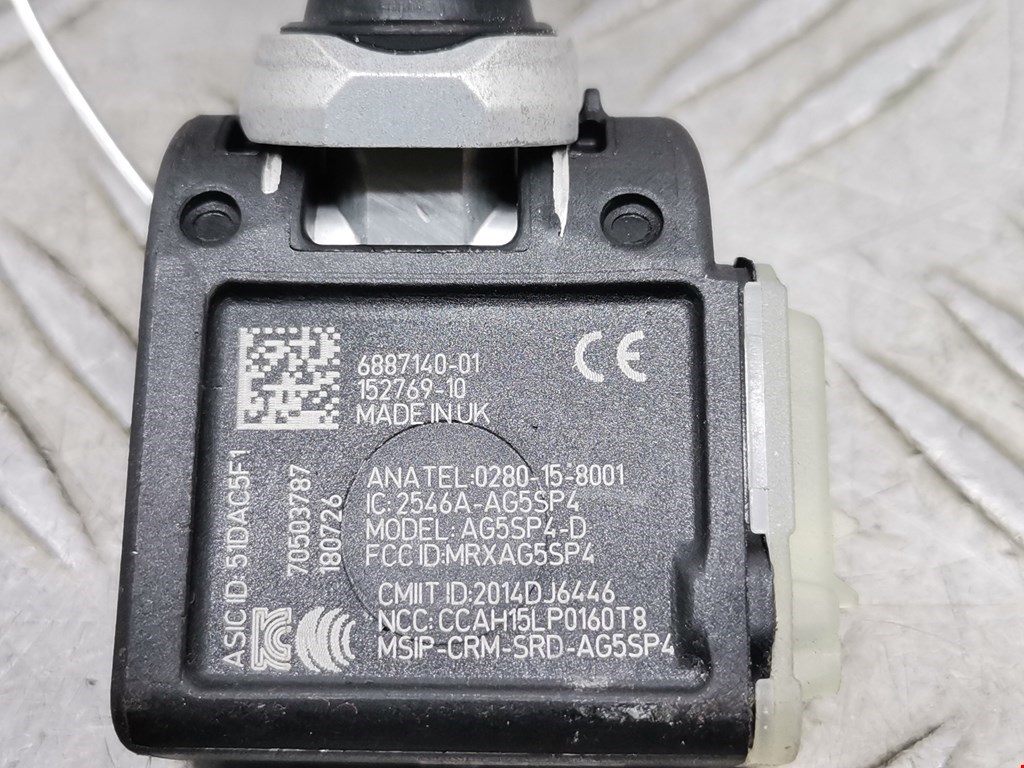 6887140-01
152769-10
MADE IN UK
CE
ANATEL:0280-15-8001
IC: 2546A-AG5SP4
MODEL: AG5SP4-D
FCC ID:MRXAG5SP4
CMIIT ID:2014DJ6446
NCC: CCAH15LP0160T8
MSIP-CRM-SRD-AG5SP4
ASIC ID: 51DAC5F1
70503787
180726